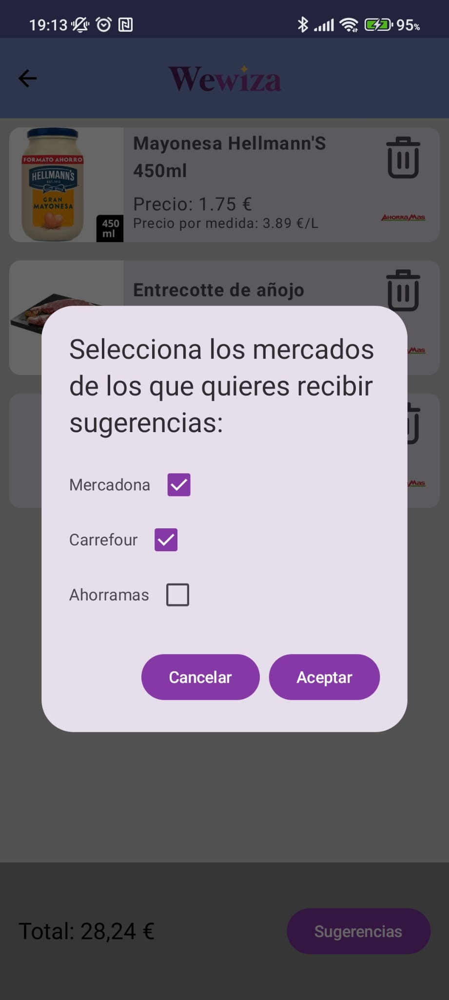 19:13
95%
Wewiza
FORMATO AHORRO
HELLMANN'S
EST. 1913
GRAN
MAYONESA
450
ml
Mayonesa Hellmann'S
450ml
Precio: 1.75 €
Precio por medida: 3.89 €/L
AHORRAMAS
Entrecotte de añojo
Mas
Selecciona los mercados
de los que quieres recibir
sugerencias:
Mercadona
Carrefour
Ahorramas
Mas
Cancelar
Aceptar
Total: 28,24 €
Sugerencias